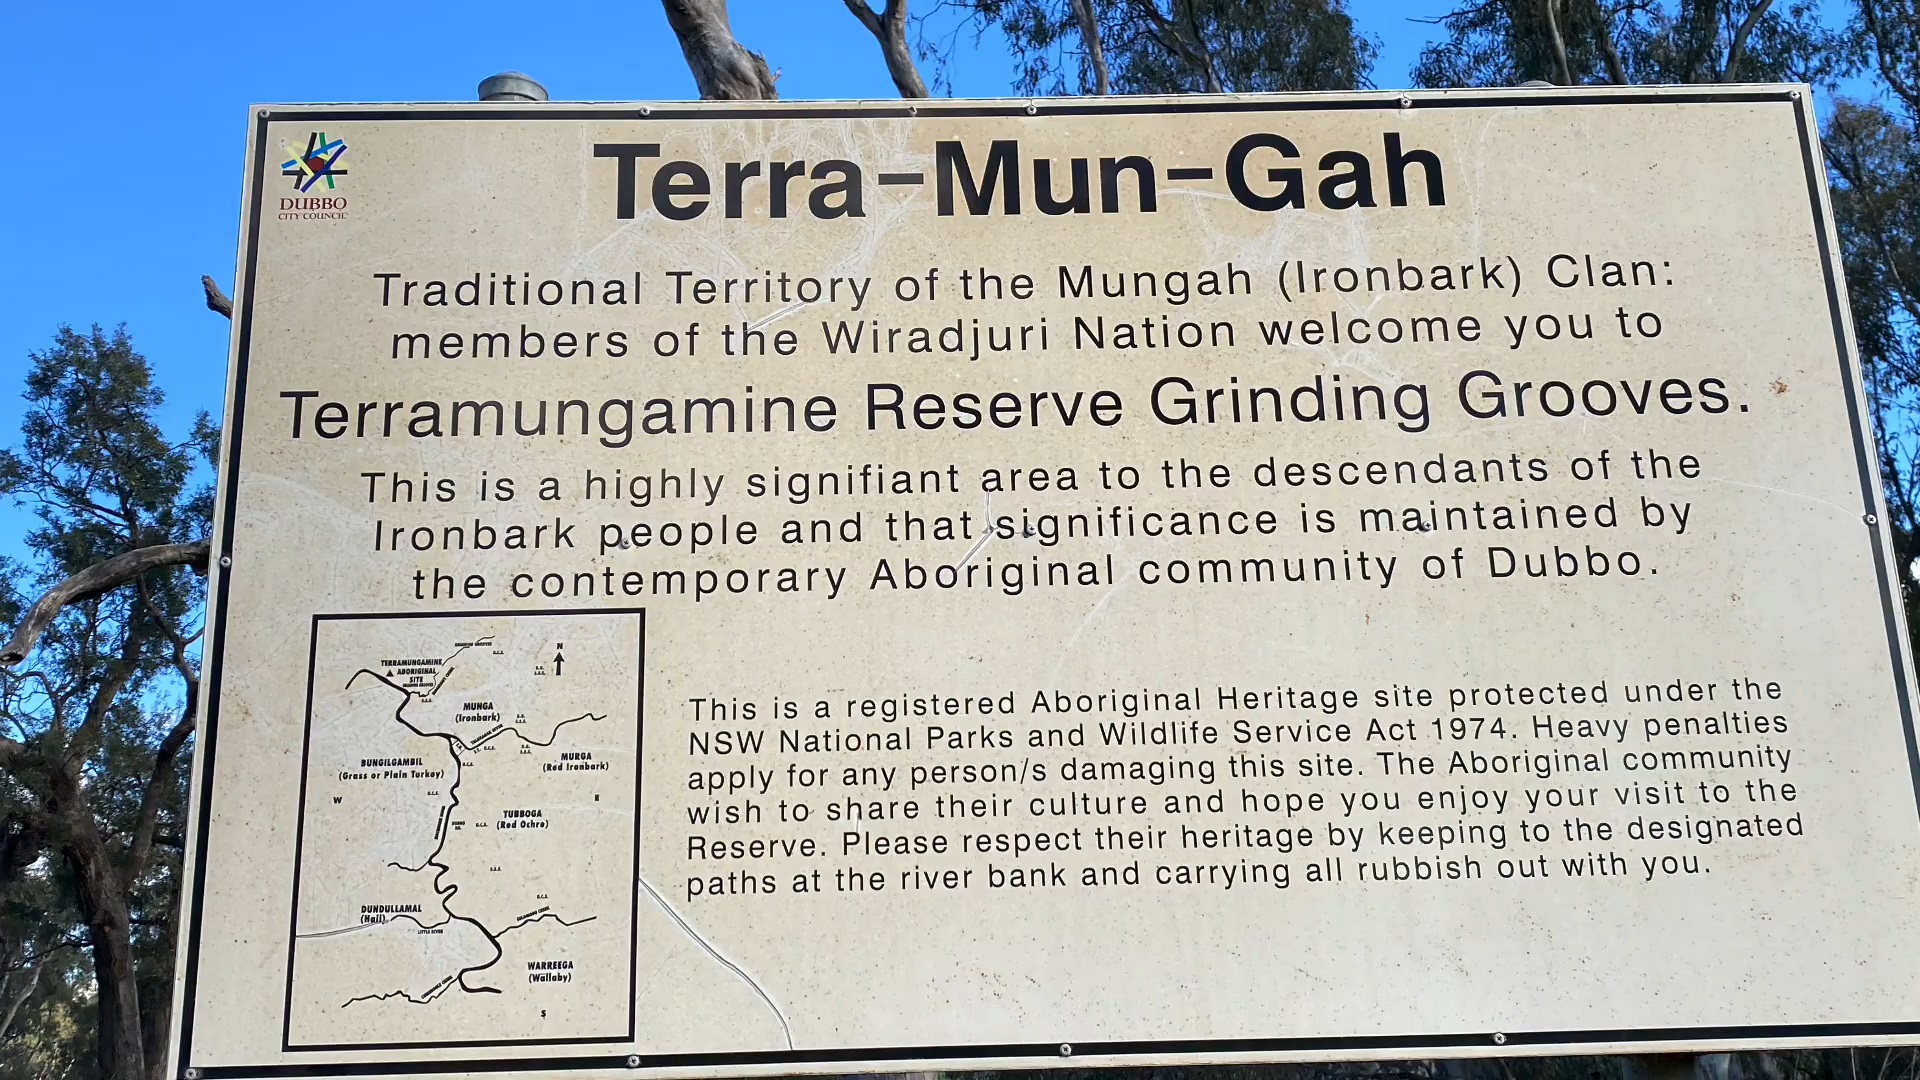 DUBBO
CITY COUNCIL
Terra-Mun-Gah
Traditional Territory of the Mungah (Ironbark) Clan:
members of the Wiradjuri Nation welcome you to
Terramungamine Reserve Grinding Grooves.
This is a highly signifiant area to the descendants of the
Ironbark people and that significance is maintained by
the contemporary Aboriginal community of Dubbo.
This is a registered Aboriginal Heritage site protected under the
NSW National Parks and Wildlife Service Act 1974. Heavy penalties
apply for any person/s damaging this site. The Aboriginal community
wish to share their culture and hope you enjoy your visit to the
Reserve. Please respect their heritage by keeping to the designated
paths at the river bank and carrying all rubbish out with you.
N
TERRAMUNGAMINE
ABORIGINAL
SITE
MUNGA
(Ironbark)
MURGA
(Red Ironbark)
BUNGILGAMBIL
(Grass or Plain Turkey)
W
E
TUBBOGA
(Red Ochre)
DUNDULLAMAL
(Hail)
LITTLE RIVER
WARREEGA
(Wallaby)
S